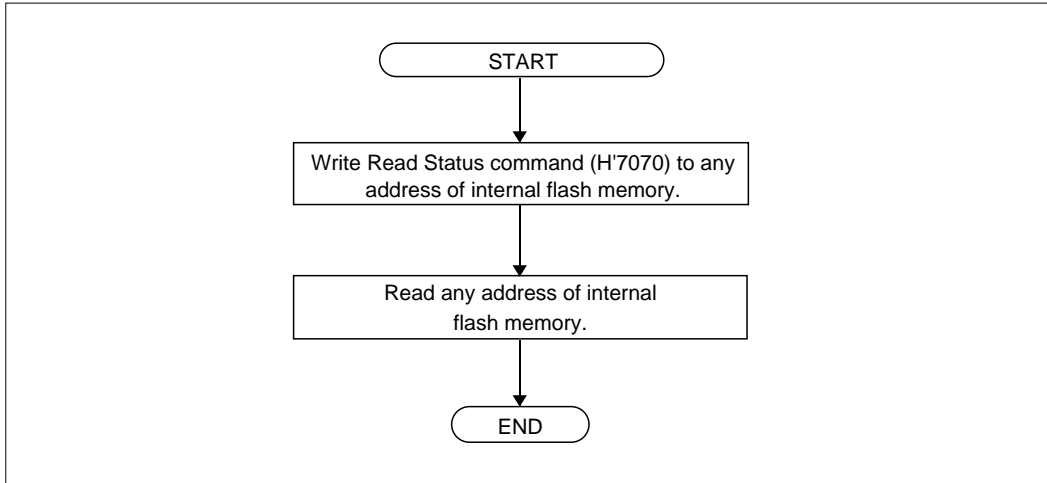 START
Write Read Status command (H'7070) to any
address of internal flash memory.
Read any address of internal
flash memory.
END